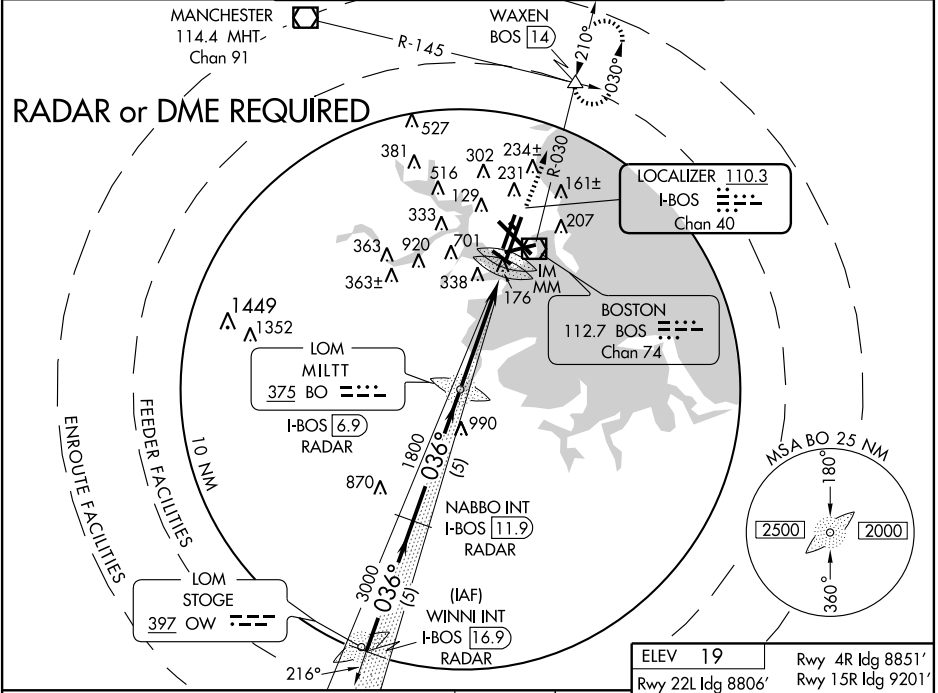 MANCHESTER
114.4 MHT
Chan 91
R-145
WAXEN
BOS 14
210°
030°
RADAR or DME REQUIRED
R-030
527
381
302
234±
516
231
161±
129
333
207
363
920
701
363±
338
176
IM
MM
LOCALIZER 110.3
I-BOS
Chan 40
BOSTON
112.7 BOS
Chan 74
1449
1352
LOM
MILTT
375 BO
I-BOS 6.9
RADAR
990
1800
036°
(5)
870
ENROUTE FACILITIES
FEEDER FACILITIES
10 NM
NABBO INT
I-BOS 11.9
RADAR
MSA BO 25 NM
180°
2500
2000
360°
3000
036°
(5)
LOM
STOGE
397 OW
(IAF)
WINNI INT
I-BOS 16.9
RADAR
216°
ELEV 19
Rwy 4R ldg 8851'
Rwy 22L ldg 8806'
Rwy 15R ldg 9201'